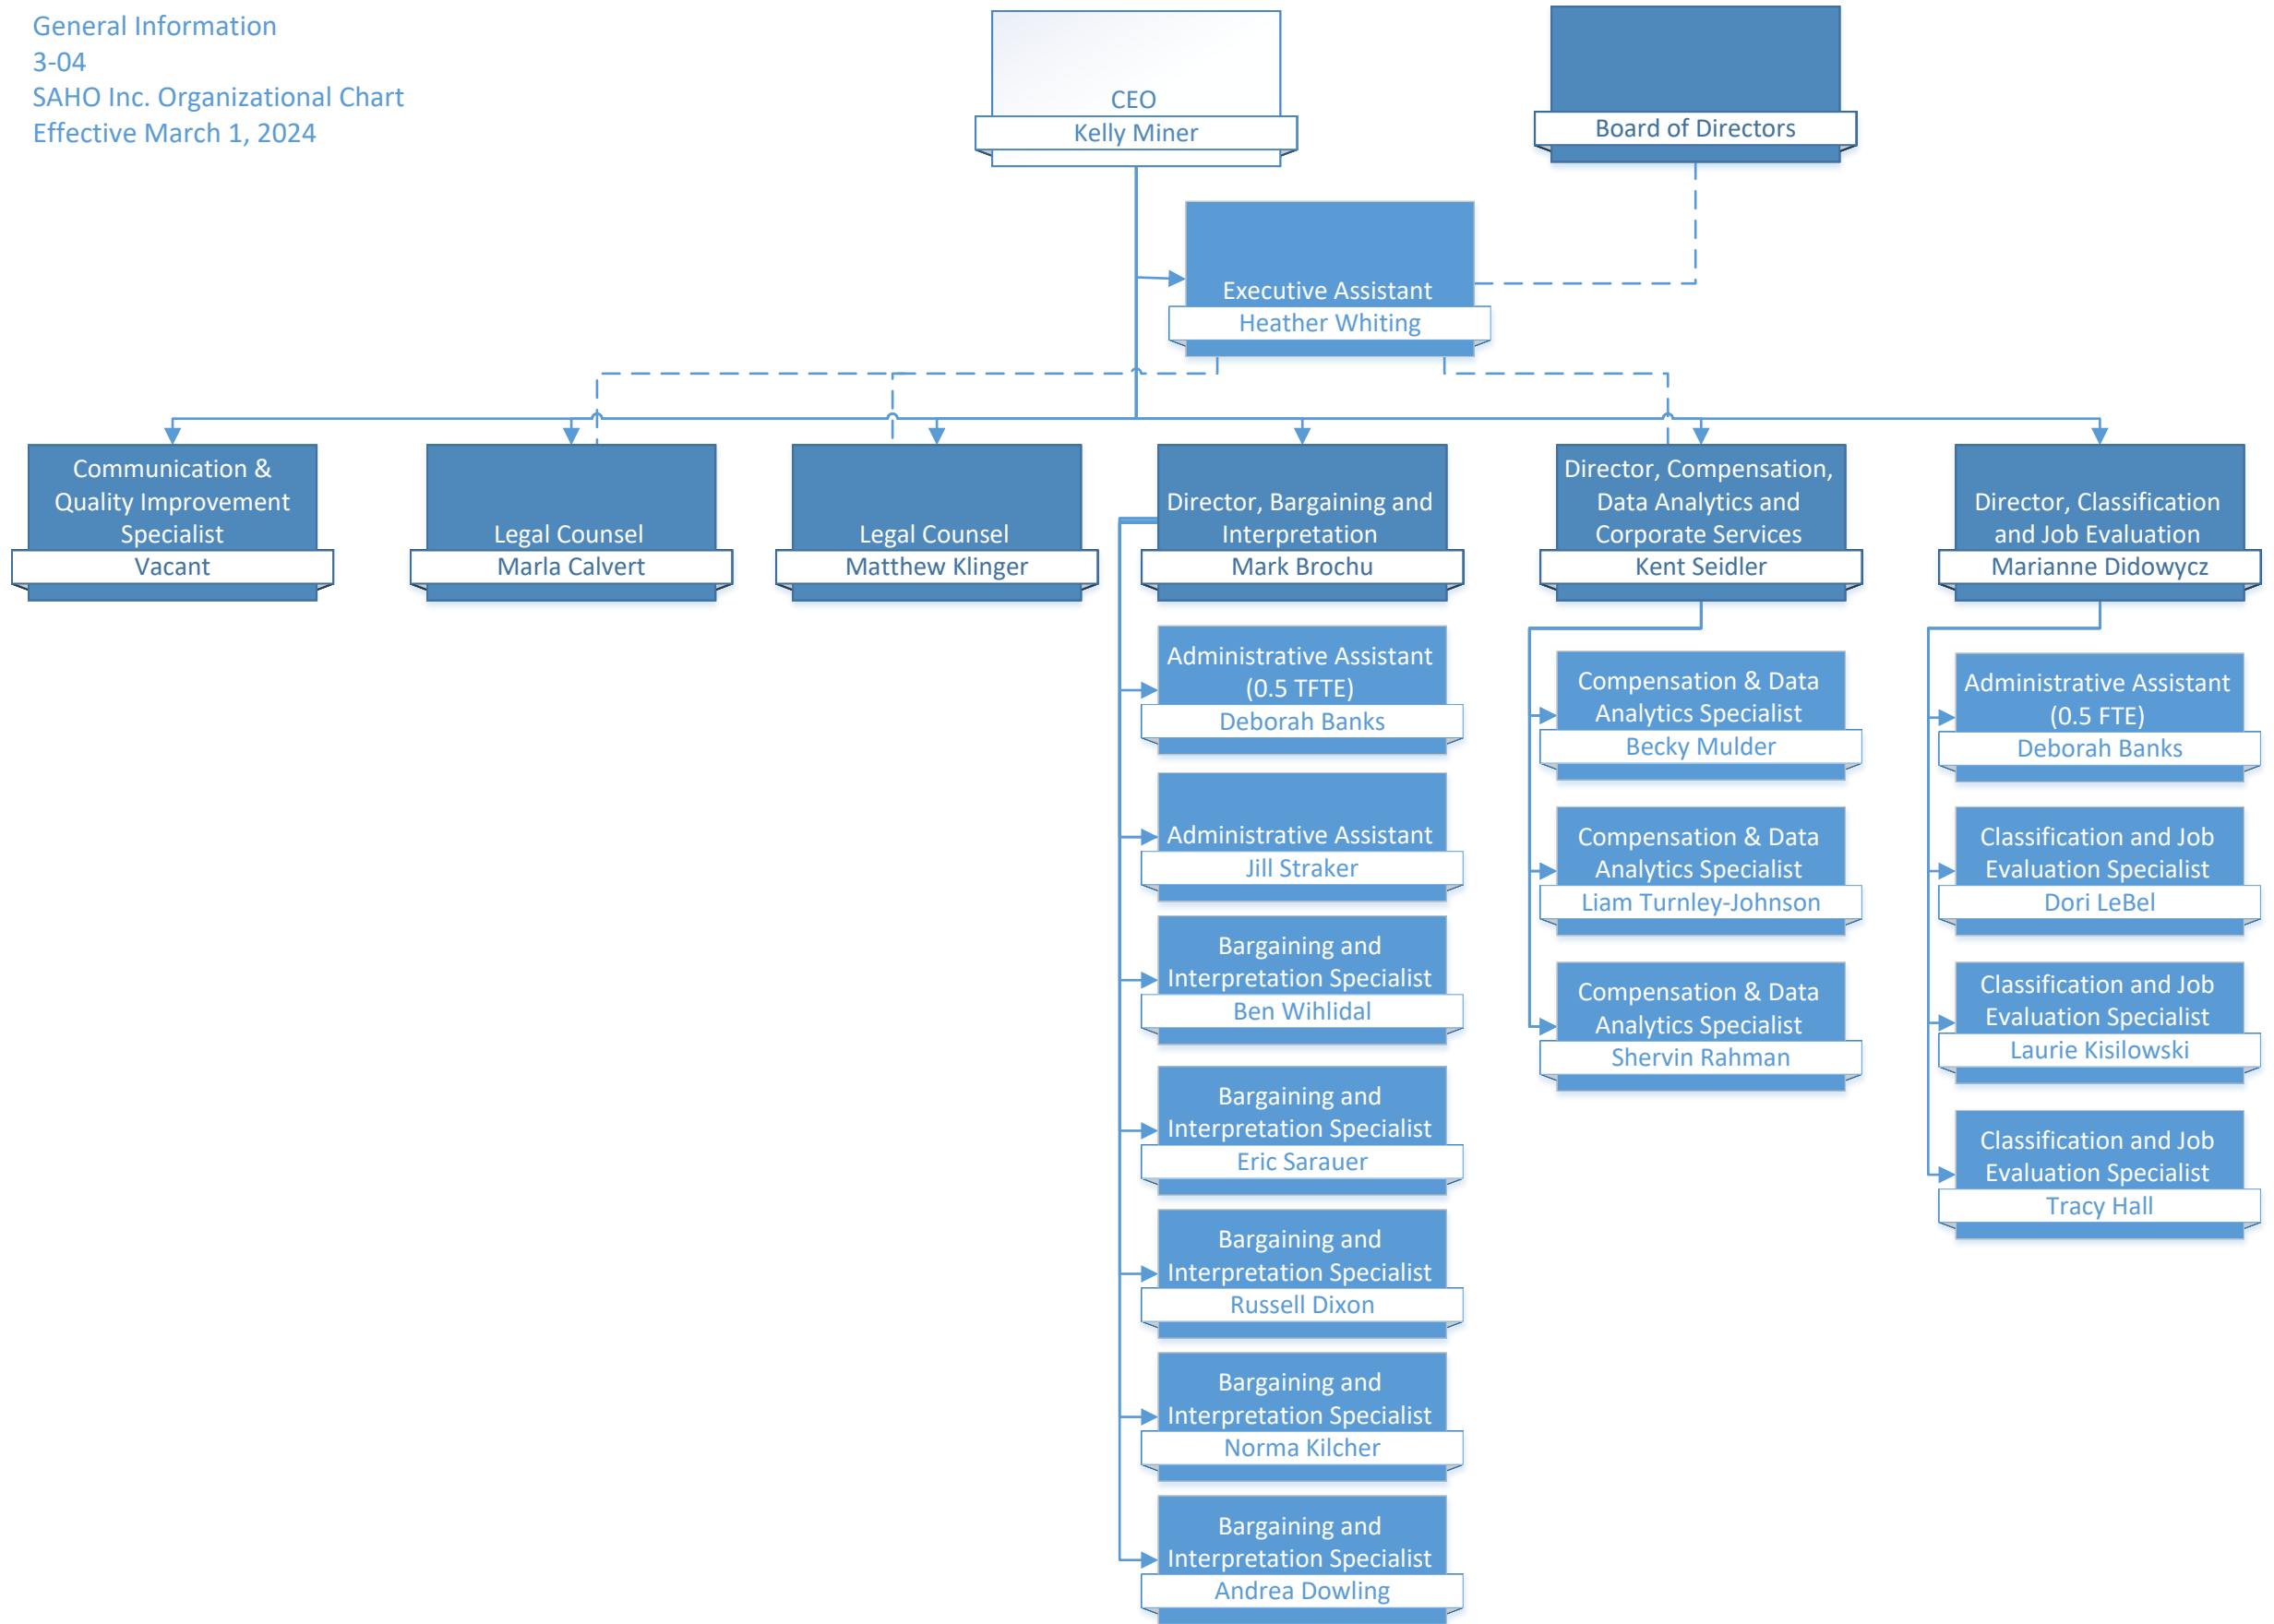 General Information
3-04
SAHO Inc. Organizational Chart
Effective March 1, 2024
CEO
Kelly Miner
Board of Directors
Executive Assistant
Heather Whiting
Communication &
Quality Improvement
Specialist
Vacant
Legal Counsel
Marla Calvert
Legal Counsel
Matthew Klinger
Director, Bargaining and
Interpretation
Mark Brochu
Director, Compensation,
Data Analytics and
Corporate Services
Kent Seidler
Director, Classification
and Job Evaluation
Marianne Didowycz
Administrative Assistant
(0.5 TFTE)
Deborah Banks
Administrative Assistant
Jill Straker
Bargaining and
Interpretation Specialist
Ben Wihlidal
Bargaining and
Interpretation Specialist
Eric Sarauer
Bargaining and
Interpretation Specialist
Russell Dixon
Bargaining and
Interpretation Specialist
Norma Kilcher
Bargaining and
Interpretation Specialist
Andrea Dowling
Compensation & Data
Analytics Specialist
Becky Mulder
Compensation & Data
Analytics Specialist
Liam Turnley-Johnson
Compensation & Data
Analytics Specialist
Shervin Rahman
Administrative Assistant
(0.5 FTE)
Deborah Banks
Classification and Job
Evaluation Specialist
Dori LeBel
Classification and Job
Evaluation Specialist
Laurie Kisilowski
Classification and Job
Evaluation Specialist
Tracy Hall